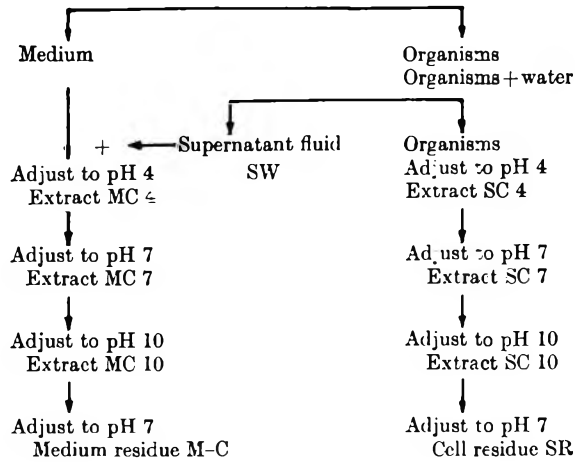 Medium
Organisms
Organisms + water
+
Supernatant fluid
SW
Organisms
Adjust to pH 4
Extract MC 4
Adjust to pH 4
Extract SC 4
Adjust to pH 7
Extract MC 7
Adjust to pH 7
Extract SC 7
Adjust to pH 10
Extract MC 10
Adjust to pH 10
Extract SC 10
Adjust to pH 7
Medium residue M–C
Adjust to pH 7
Cell residue SR